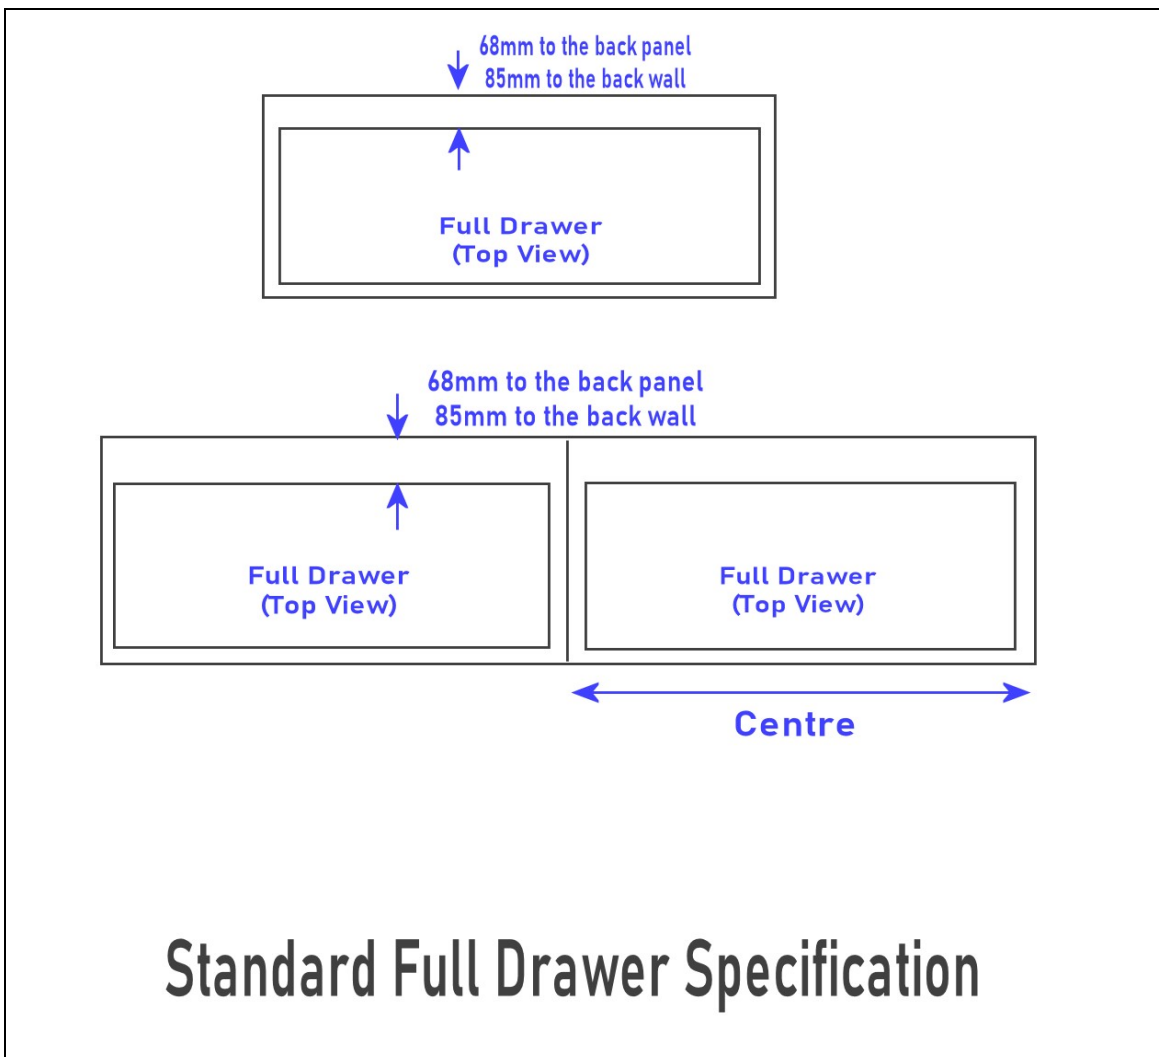 68mm to the back panel
85mm to the back wall
Full Drawer
(Top View)
68mm to the back panel
85mm to the back wall
Full Drawer
(Top View)
Full Drawer
(Top View)
Centre
Standard Full Drawer Specification